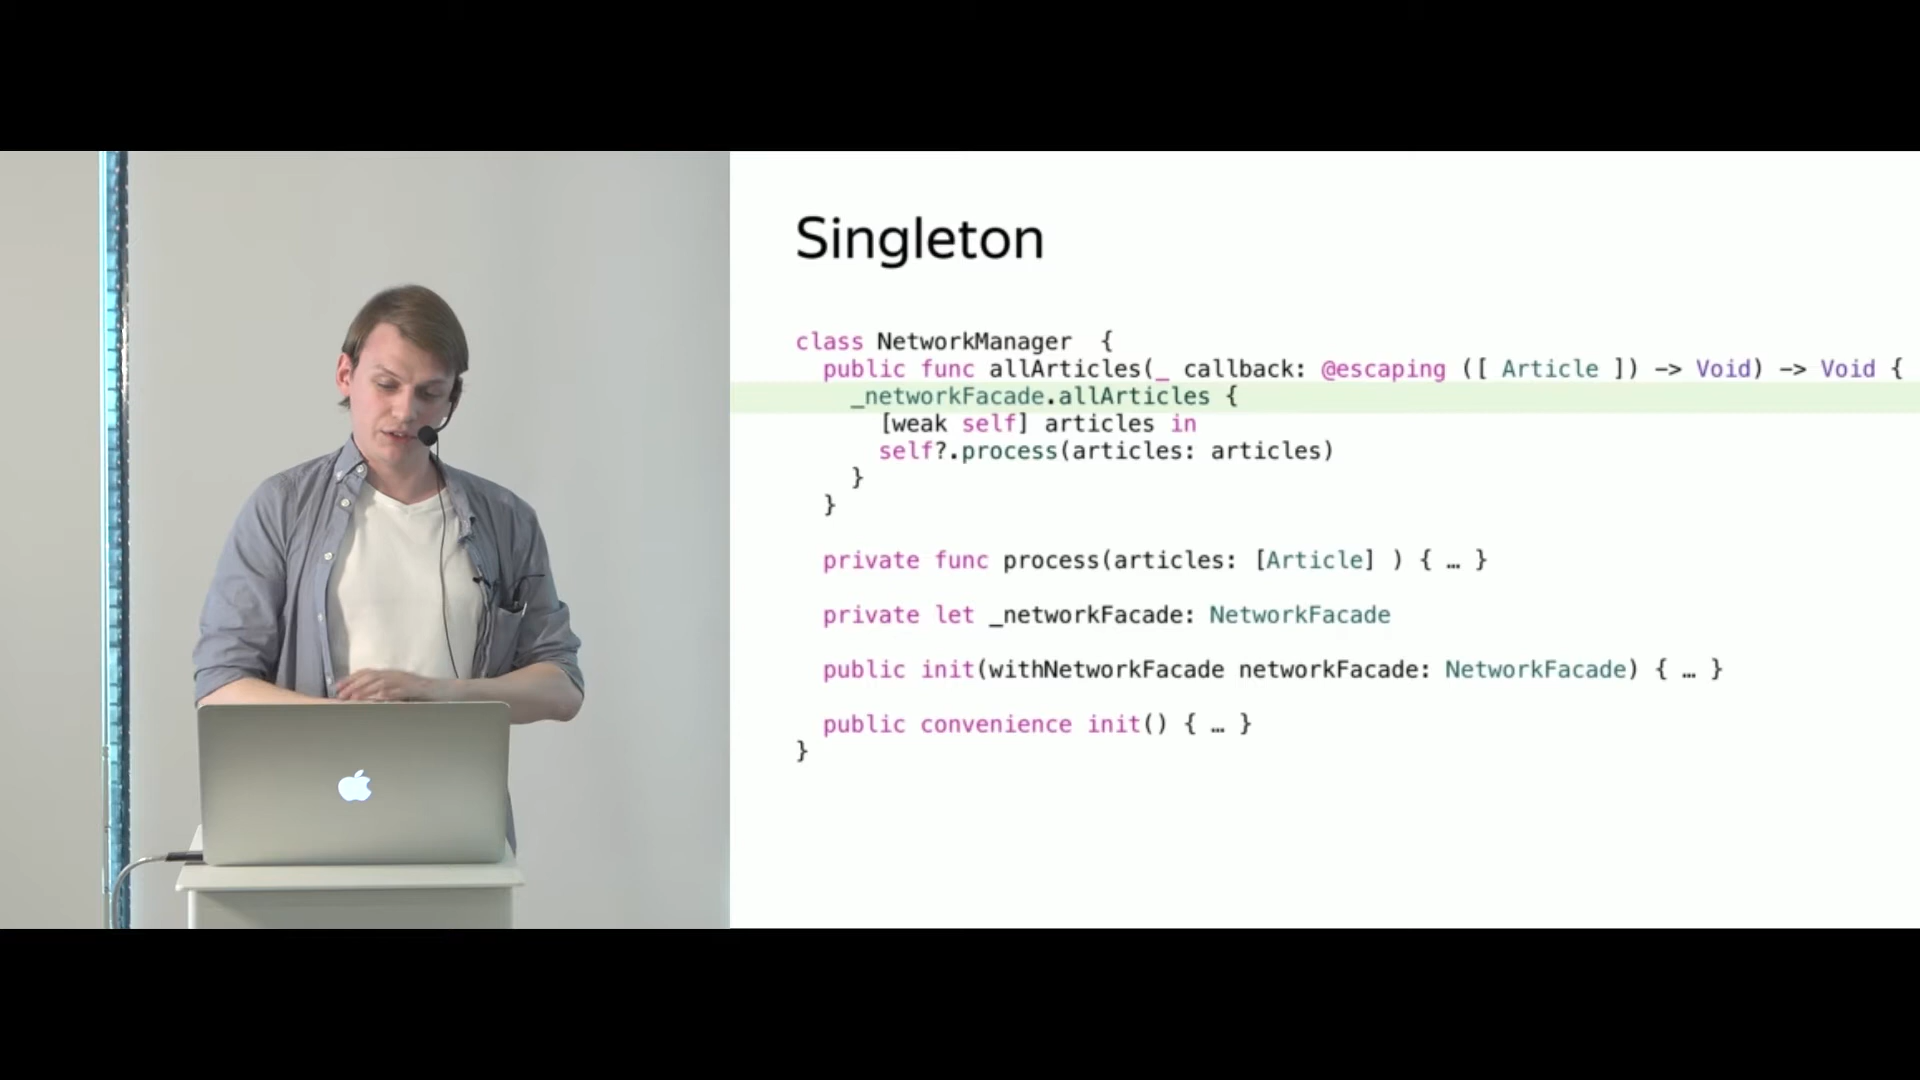 Singleton
class NetworkManager  {
public func allArticles(_ callback: @escaping ([ Article ]) -> Void) -> Void {
_networkFacade.allArticles {
[weak self] articles in
self?.process(articles: articles)
}
}
private func process(articles: [Article] ) { … }
private let _networkFacade: NetworkFacade
public init(withNetworkFacade networkFacade: NetworkFacade) { … }
public convenience init() { … }
}